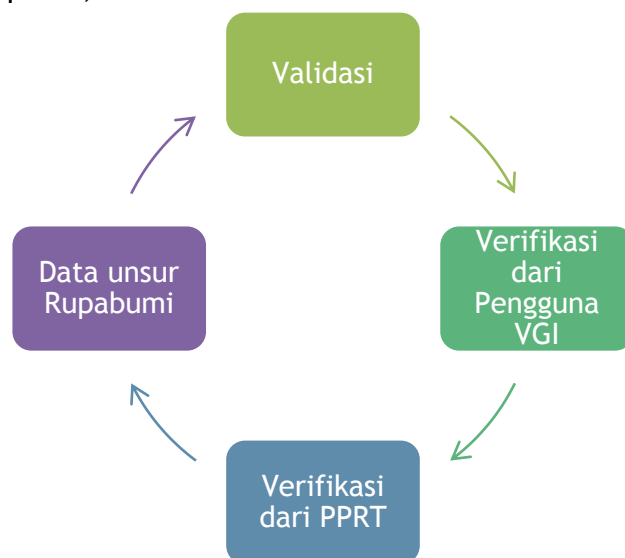 Validasi
Verifikasi
dari
Pengguna
VGI
Data unsur
Rupabumi
Verifikasi
dari PPRT